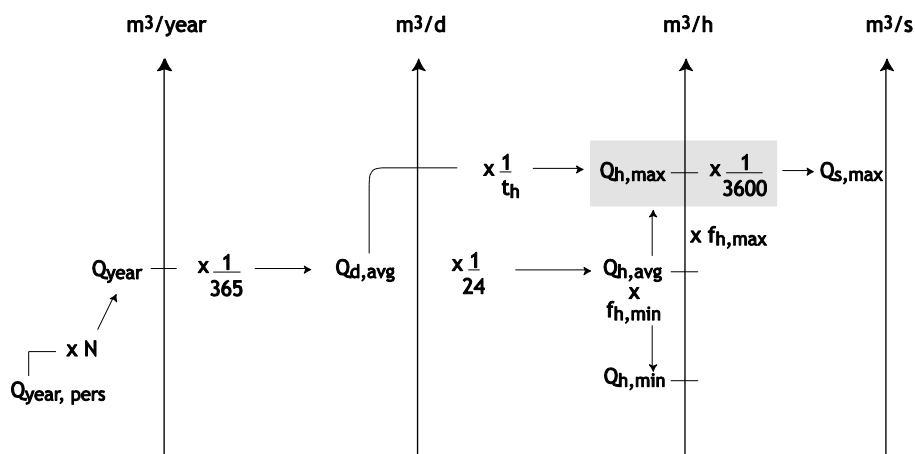 m³/year m³/d m³/h m³/s
x 1/th
Qh,max
x 1/3600
Qs,max
x fh,max
Qyear
x 1/365
Qd,avg
x 1/24
Qh,avg
x
fh,min
x N
Qh,min
Qyear, pers